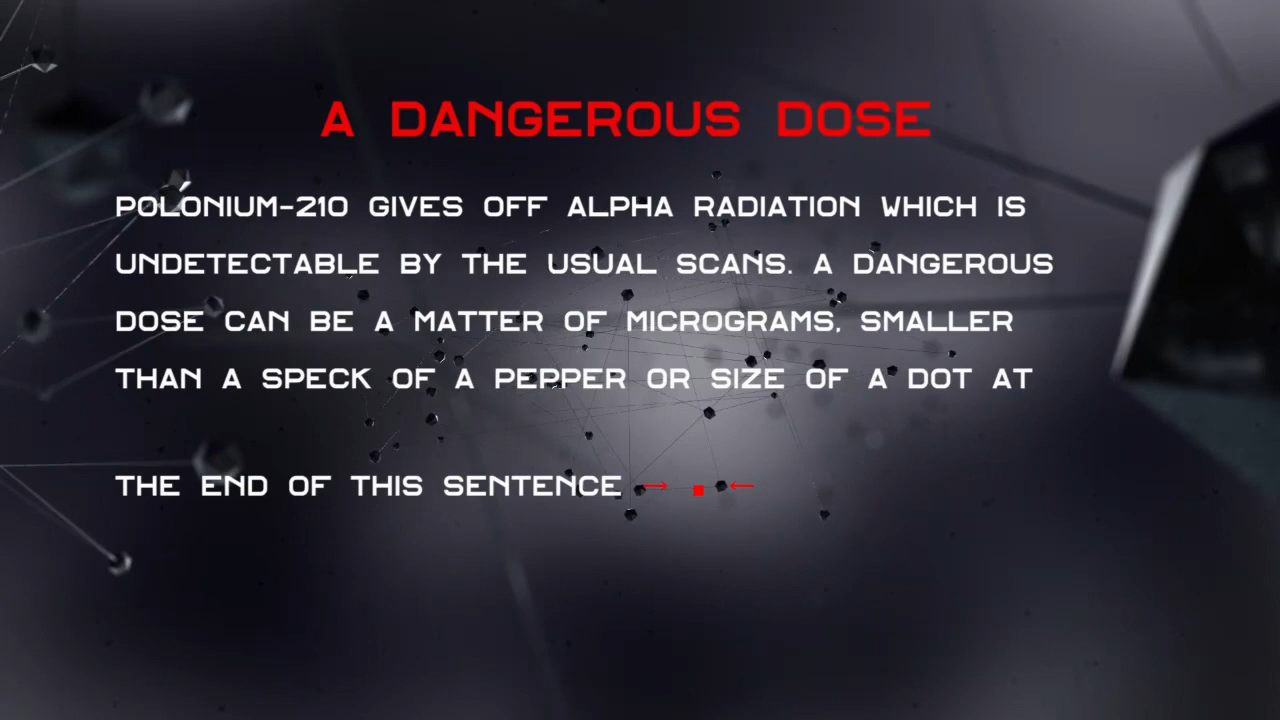 A DANGEROUS DOSE
POLONIUM-210 GIVES OFF ALPHA RADIATION WHICH IS
UNDETECTABLE BY THE USUAL SCANS. A DANGEROUS
DOSE CAN BE A MATTER OF MICROGRAMS, SMALLER
THAN A SPECK OF A PEPPER OR SIZE OF A DOT AT
THE END OF THIS SENTENCE → . ←